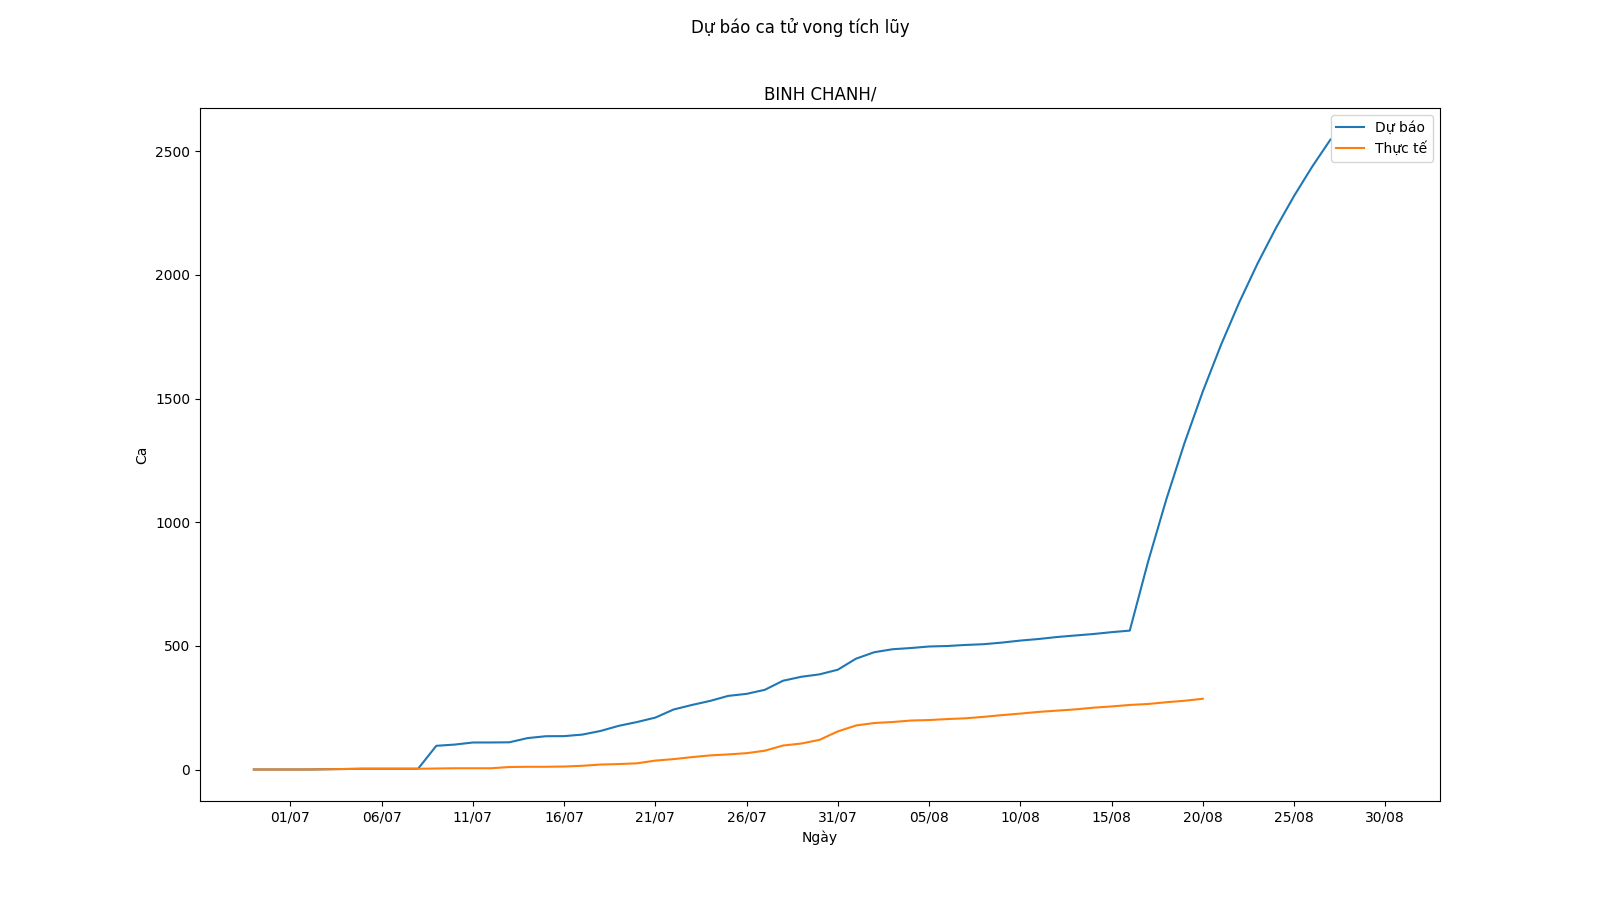 Dự báo ca tử vong tích lũy
BINH CHANH/
Dự báo
Thực tế
2500
2000
1500
1000
500
0
Ca
01/07 06/07 11/07 16/07 21/07 26/07 31/07 05/08 10/08 15/08 20/08 25/08 30/08
Ngày